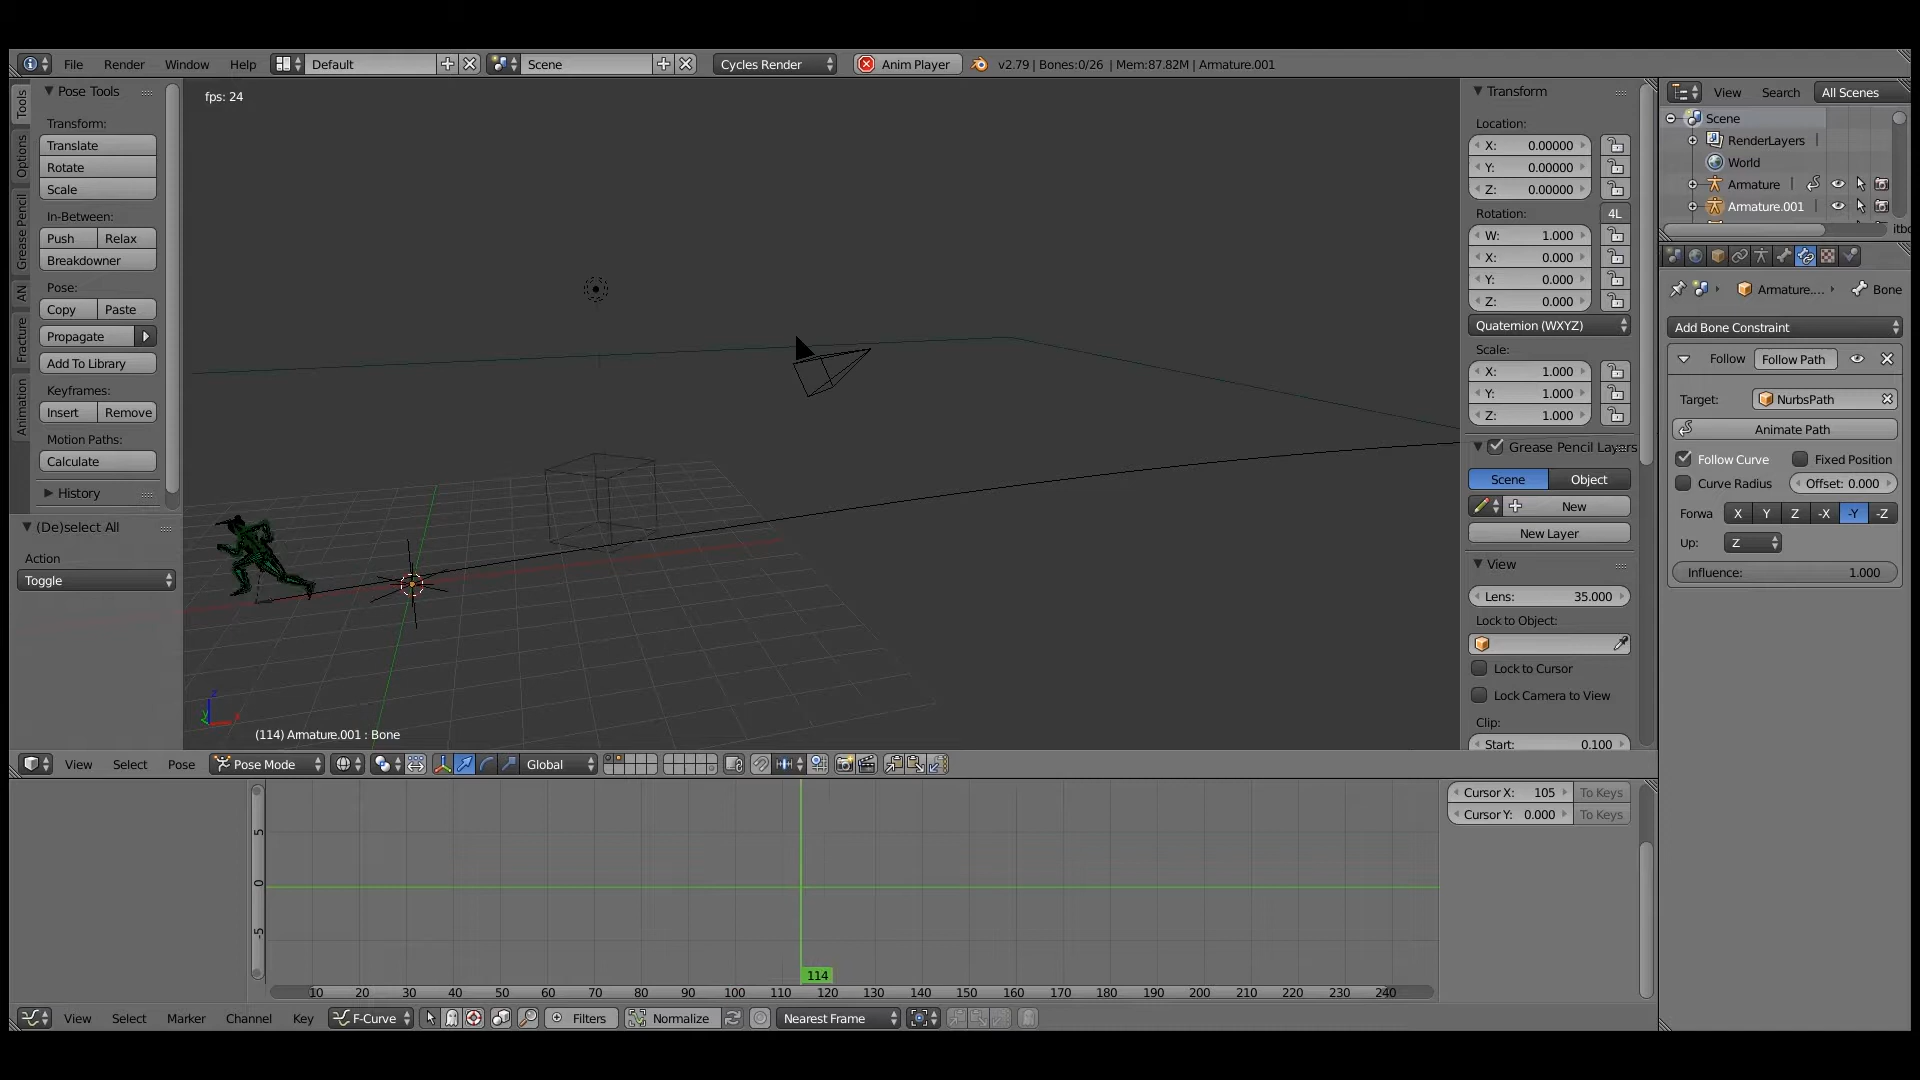 File Render Window Help Default Scene Cycles Render Anim Player v2.79 | Bones:0/26 | Mem:87.82M | Armature.001
Tools
Options
Grease Pencil
AN
Fracture
Animation
Pose Tools
Transform:
Translate
Rotate
Scale
In-Between:
Push Relax
Breakdowner
Pose:
Copy Paste
Propagate
Add To Library
Keyframes:
Insert Remove
Motion Paths:
Calculate
History
(De)select All
Action
Toggle
fps: 24
z
y
x
(114) Armature.001 : Bone
Transform
Location:
X: 0.00000
Y: 0.00000
Z: 0.00000
Rotation: 4L
W: 1.000
X: 0.000
Y: 0.000
Z: 0.000
Quaternion (WXYZ)
Scale:
X: 1.000
Y: 1.000
Z: 1.000
Grease Pencil Layers
Scene Object
New
New Layer
View
Lens: 35.000
Lock to Object:
Lock to Cursor
Lock Camera to View
Clip:
Start: 0.100
View Search All Scenes
Scene
RenderLayers
World
Armature
Armature.001
itbo
Armature.... Bone
Add Bone Constraint
Follow Follow Path
Target: NurbsPath
Animate Path
Follow Curve Fixed Position
Curve Radius Offset: 0.000
Forwa X Y Z -X -Y -Z
Up: Z
Influence: 1.000
View Select Pose Pose Mode Global
5
0
-5
114
10 20 30 40 50 60 70 80 90 100 110 120 130 140 150 160 170 180 190 200 210 220 230 240
Cursor X: 105 To Keys
Cursor Y: 0.000 To Keys
View Select Marker Channel Key F-Curve Filters Normalize Nearest Frame